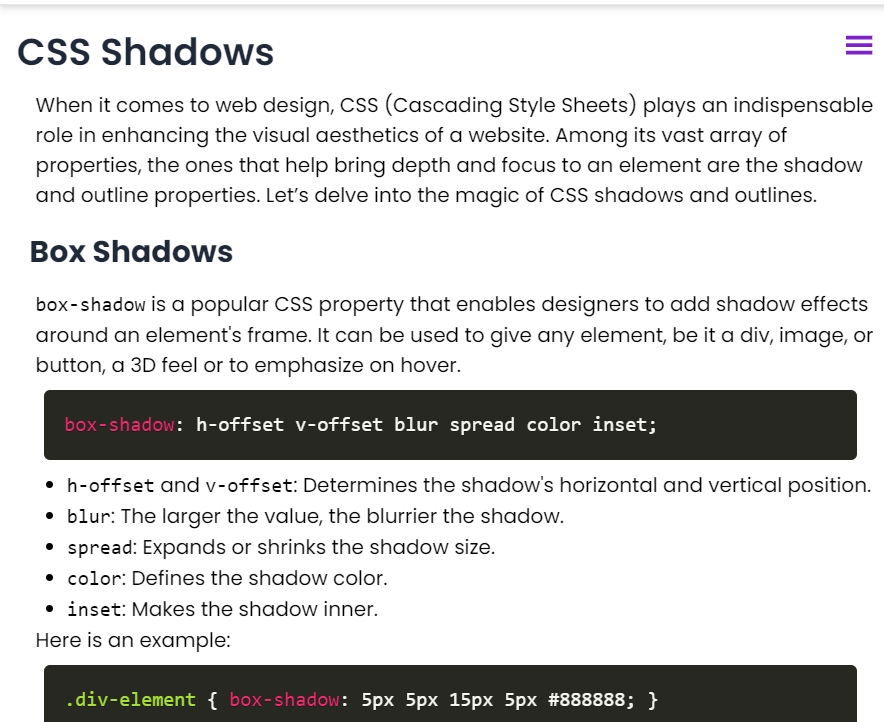 CSS Shadows
When it comes to web design, CSS (Cascading Style Sheets) plays an indispensable
role in enhancing the visual aesthetics of a website. Among its vast array of
properties, the ones that help bring depth and focus to an element are the shadow
and outline properties. Let’s delve into the magic of CSS shadows and outlines.
Box Shadows
box-shadow is a popular CSS property that enables designers to add shadow effects
around an element's frame. It can be used to give any element, be it a div, image, or
button, a 3D feel or to emphasize on hover.
box-shadow: h-offset v-offset blur spread color inset;
• h-offset and v-offset: Determines the shadow's horizontal and vertical position.
• blur: The larger the value, the blurrier the shadow.
• spread: Expands or shrinks the shadow size.
• color: Defines the shadow color.
• inset: Makes the shadow inner.
Here is an example:
.div-element { box-shadow: 5px 5px 15px 5px #888888; }